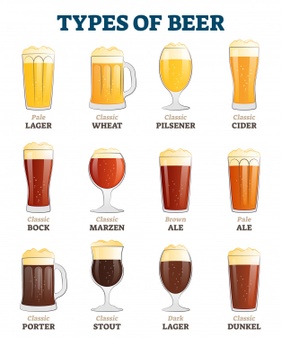 TYPES OF BEER
Pale
LAGER
Classic
WHEAT
Classic
PILSENER
Classic
CIDER
Classic
BOCK
Classic
MARZEN
Brown
ALE
Pale
ALE
Classic
PORTER
Classic
STOUT
Dark
LAGER
Classic
DUNKEL